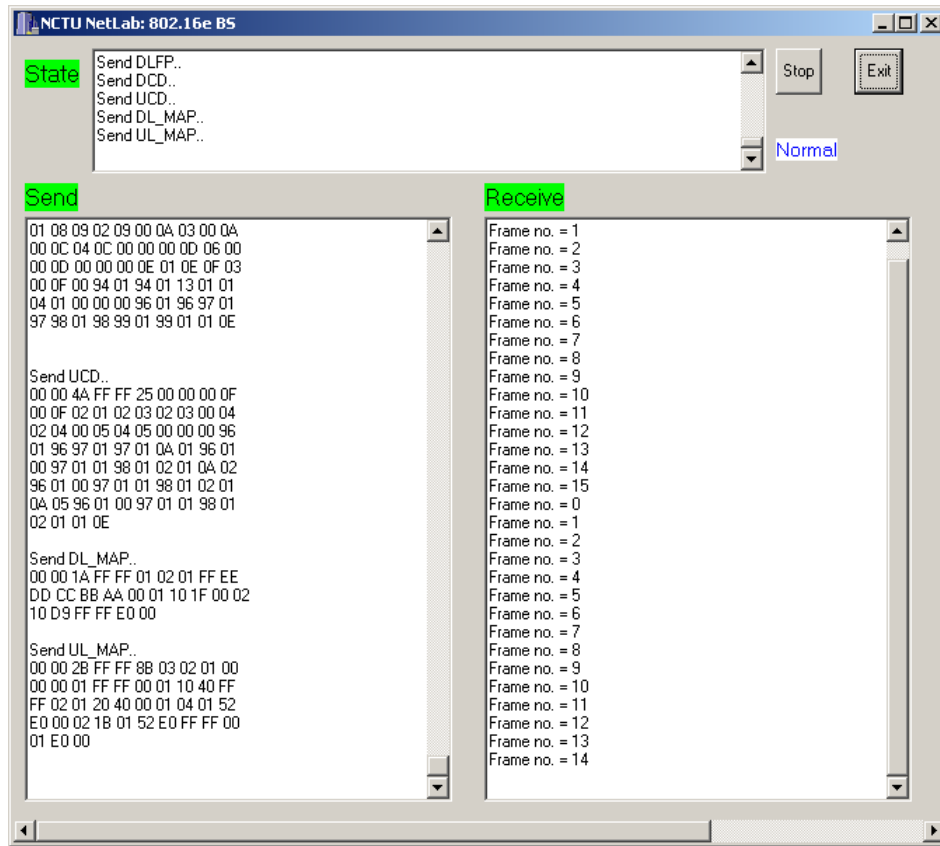 NCTU NetLab: 802.16e BS
State
Send DLFP..
Send DCD..
Send UCD..
Send DL_MAP..
Send UL_MAP..
Stop
Exit
Normal
Send
01 08 09 02 09 00 0A 03 00 0A
00 0C 04 0C 00 00 00 0D 06 00
00 0D 00 00 00 0E 01 0E 0F 03
00 0F 00 94 01 94 01 13 01 01
04 01 00 00 00 96 01 96 97 01
97 98 01 98 99 01 99 01 01 0E
Send UCD..
00 00 4A FF FF 25 00 00 00 0F
00 0F 02 01 02 03 02 03 00 04
02 04 00 05 04 05 00 00 00 96
01 96 97 01 97 01 0A 01 96 01
00 97 01 01 98 01 02 01 0A 02
96 01 00 97 01 01 98 01 02 01
0A 05 96 01 00 97 01 01 98 01
02 01 01 0E
Send DL_MAP..
00 00 1A FF FF 01 02 01 FF EE
DD CC BB AA 00 01 10 1F 00 02
10 D9 FF FF E0 00
Send UL_MAP..
00 00 2B FF FF 8B 03 02 01 00
00 00 01 FF FF 00 01 10 40 FF
FF 02 01 20 40 00 01 04 01 52
E0 00 02 1B 01 52 E0 FF FF 00
01 E0 00
Receive
Frame no. = 1
Frame no. = 2
Frame no. = 3
Frame no. = 4
Frame no. = 5
Frame no. = 6
Frame no. = 7
Frame no. = 8
Frame no. = 9
Frame no. = 10
Frame no. = 11
Frame no. = 12
Frame no. = 13
Frame no. = 14
Frame no. = 15
Frame no. = 0
Frame no. = 1
Frame no. = 2
Frame no. = 3
Frame no. = 4
Frame no. = 5
Frame no. = 6
Frame no. = 7
Frame no. = 8
Frame no. = 9
Frame no. = 10
Frame no. = 11
Frame no. = 12
Frame no. = 13
Frame no. = 14